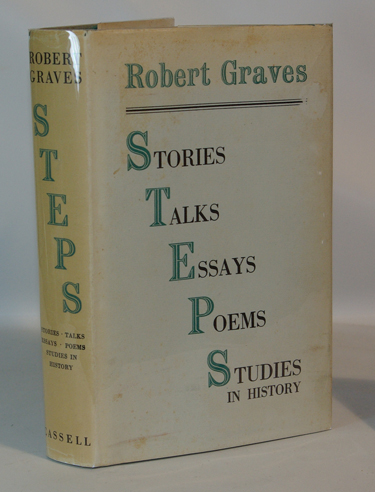 ROBERT
GRAVES
STEPS
STORIES · TALKS
ESSAYS · POEMS
STUDIES IN
HISTORY
CASSELL
Robert Graves
STORIES
TALKS
ESSAYS
POEMS
STUDIES
IN HISTORY